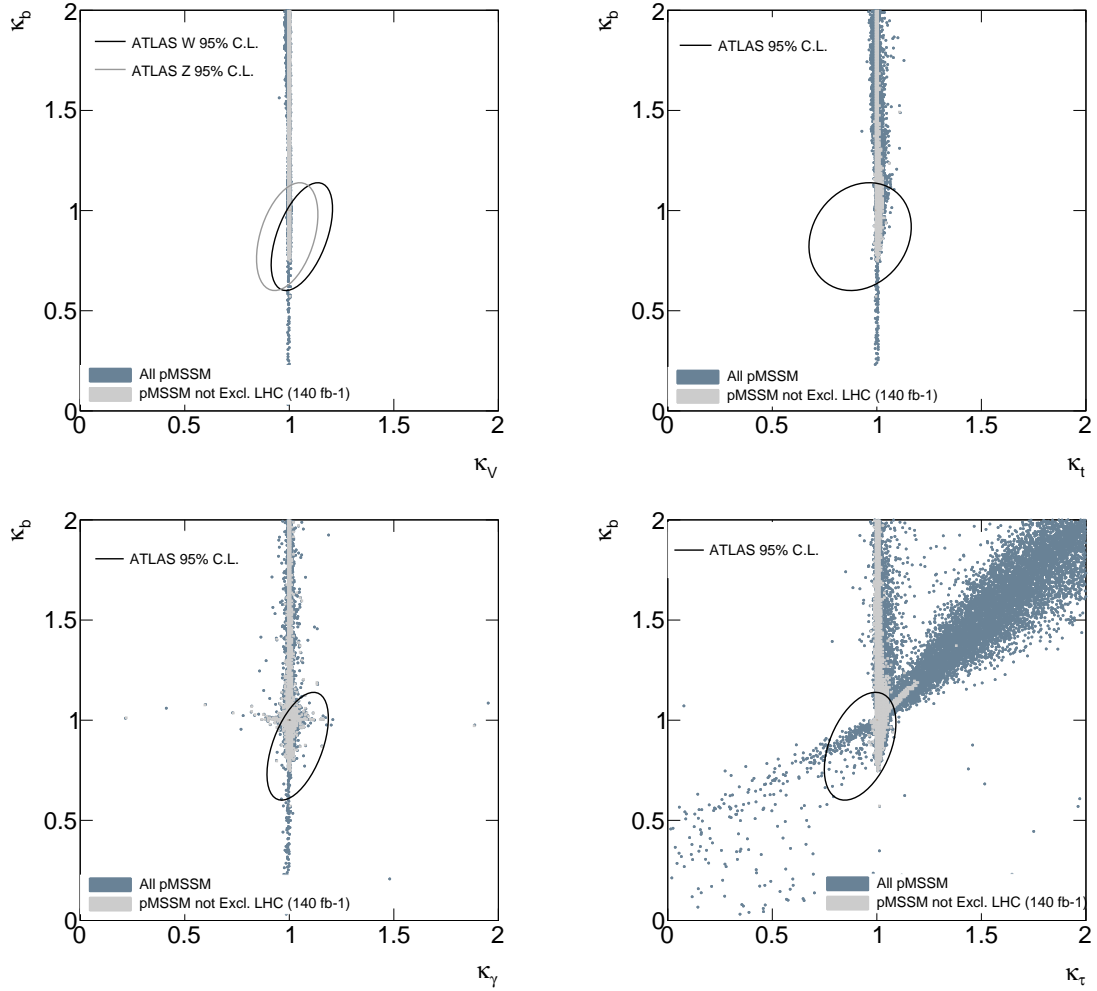 κb
2
ATLAS W 95% C.L.
ATLAS Z 95% C.L.
1.5
1
0.5
All pMSSM
pMSSM not Excl. LHC (140 fb-1)
0
0 0.5 1 1.5 2
κV
κb
2
ATLAS 95% C.L.
1.5
1
0.5
All pMSSM
pMSSM not Excl. LHC (140 fb-1)
0
0 0.5 1 1.5 2
κt
κb
2
ATLAS 95% C.L.
1.5
1
0.5
All pMSSM
pMSSM not Excl. LHC (140 fb-1)
0
0 0.5 1 1.5 2
κγ
κb
2
ATLAS 95% C.L.
1.5
1
0.5
All pMSSM
pMSSM not Excl. LHC (140 fb-1)
0
0 0.5 1 1.5 2
κτ